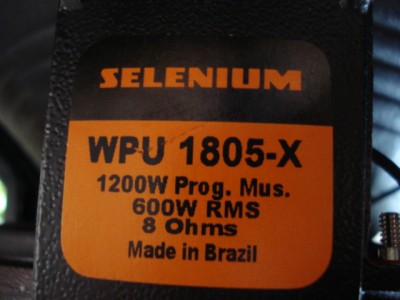 SELENIUM
WPU 1805-X
1200W Prog. Mus.
600W RMS
8 Ohms
Made in Brazil